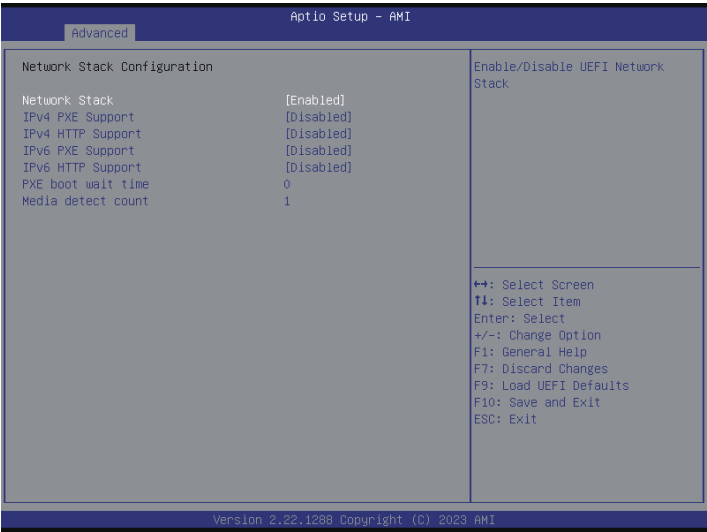 Aptio Setup – AMI
Advanced
Network Stack Configuration
Network Stack [Enabled]
IPv4 PXE Support [Disabled]
IPv4 HTTP Support [Disabled]
IPv6 PXE Support [Disabled]
IPv6 HTTP Support [Disabled]
PXE boot wait time 0
Media detect count 1
Enable/Disable UEFI Network
Stack
↔: Select Screen
↑↓: Select Item
Enter: Select
+/-: Change Option
F1: General Help
F7: Discard Changes
F9: Load UEFI Defaults
F10: Save and Exit
ESC: Exit
Version 2.22.1288 Copyright (C) 2023 AMI